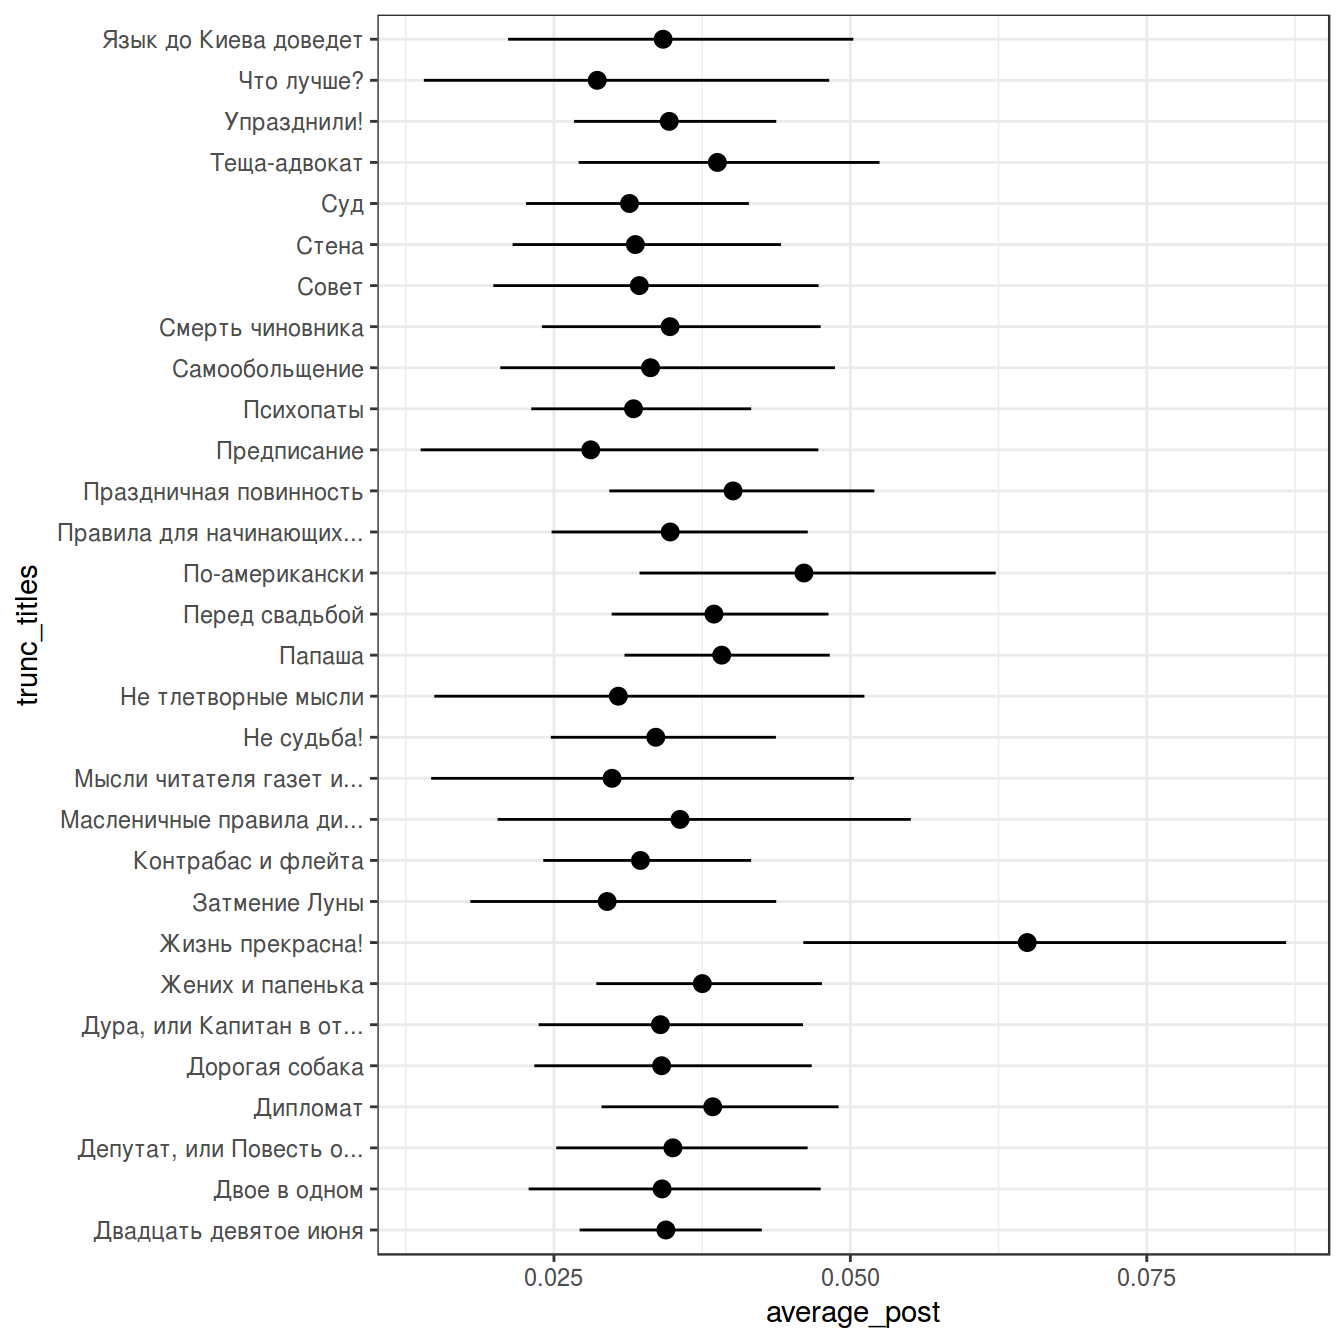 Язык до Киева доведет
Что лучше?
Упразднили!
Теща-адвокат
Суд
Стена
Совет
Смерть чиновника
Самообольщение
Психопаты
Предписание
Праздничная повинность
Правила для начинающих...
По-американски
Перед свадьбой
Папаша
Не тлетворные мысли
Не судьба!
Мысли читателя газет и...
Масленичные правила ди...
Контрабас и флейта
Затмение Луны
Жизнь прекрасна!
Жених и папенька
Дура, или Капитан в от...
Дорогая собака
Дипломат
Депутат, или Повесть о...
Двое в одном
Двадцать девятое июня
trunc_titles
0.025 0.050 0.075
average_post